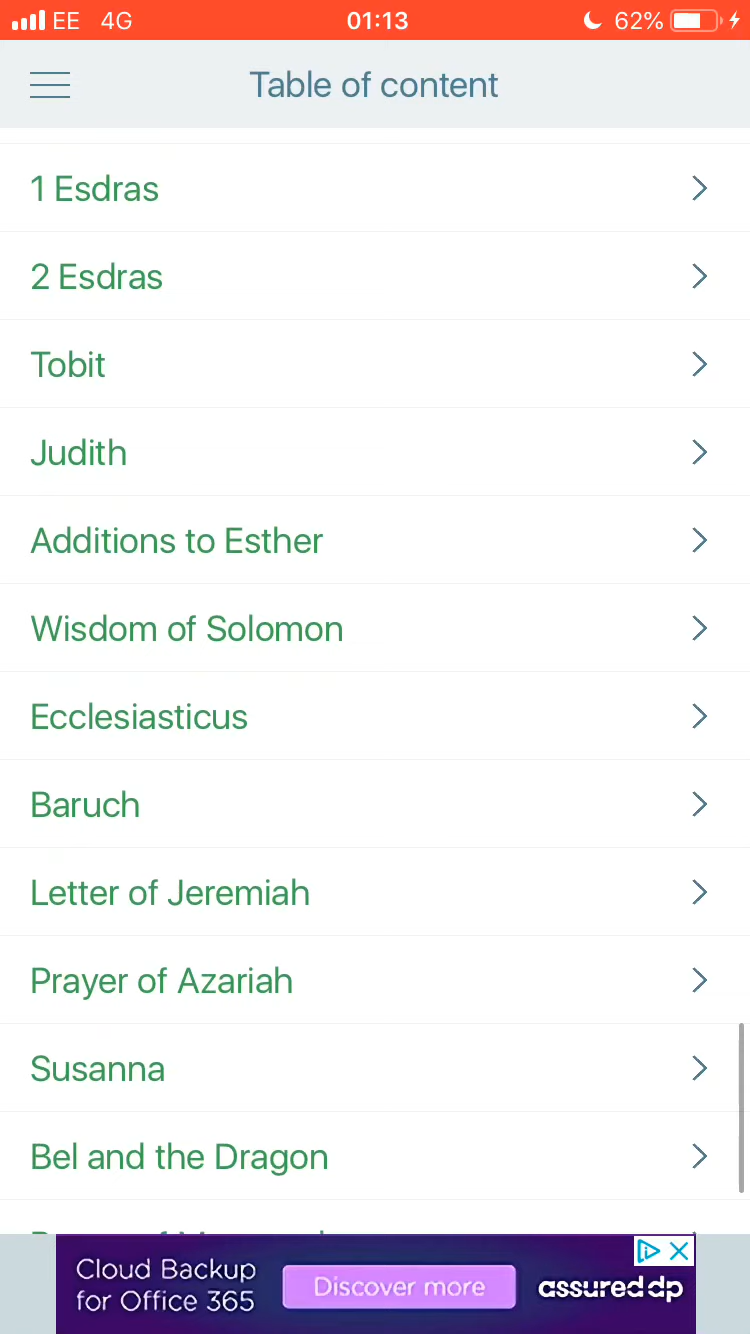 EE 4G 01:13 62%
Table of content
1 Esdras
2 Esdras
Tobit
Judith
Additions to Esther
Wisdom of Solomon
Ecclesiasticus
Baruch
Letter of Jeremiah
Prayer of Azariah
Susanna
Bel and the Dragon
Cloud Backup
for Office 365
Discover more
assured dp